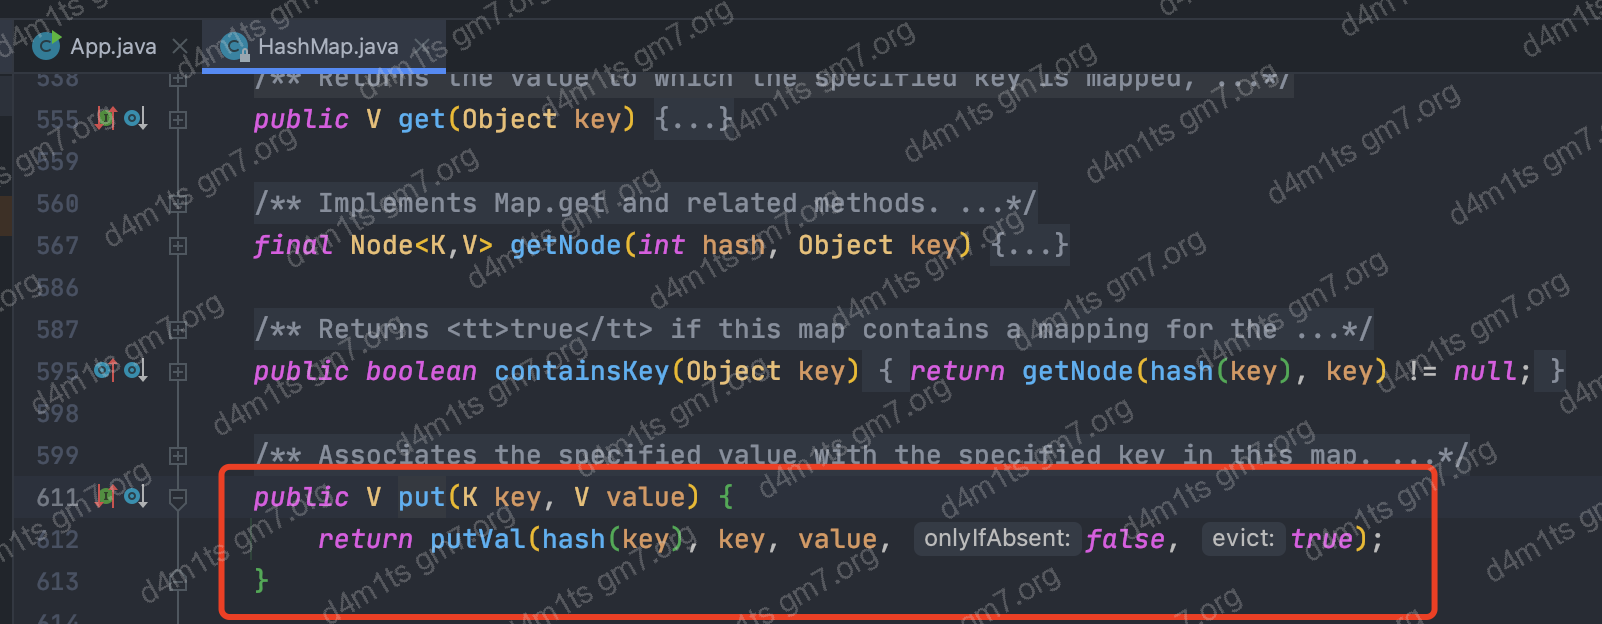 App.java HashMap.java
538 /** Returns the value to which the specified key is mapped, ...*/
555 public V get(Object key) {...}
559
560 /** Implements Map.get and related methods. ...*/
567 final Node<K,V> getNode(int hash, Object key) {...}
586
587 /** Returns <tt>true</tt> if this map contains a mapping for the ...*/
595 public boolean containsKey(Object key) { return getNode(hash(key), key) != null; }
598
599 /** Associates the specified value with the specified key in this map. ...*/
611 public V put(K key, V value) {
612 return putVal(hash(key), key, value, onlyIfAbsent: false, evict: true);
613 }
614
d4m1ts gm7.org